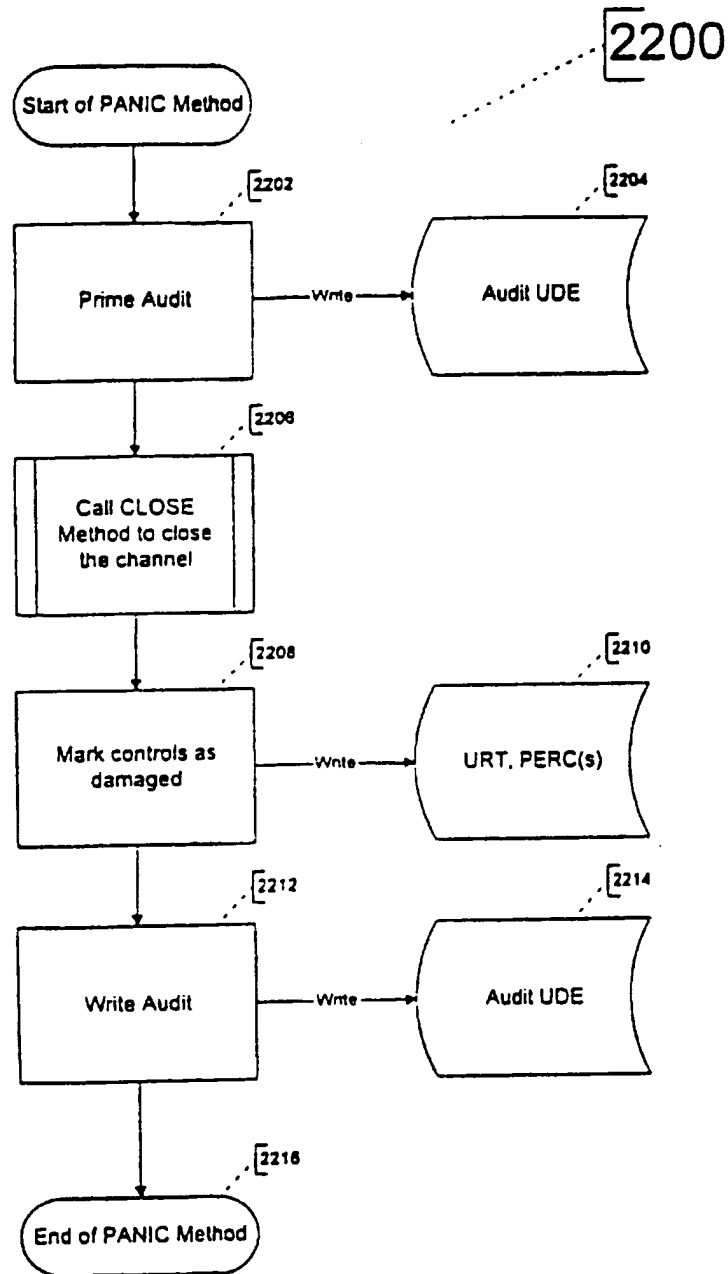 2200
Start of PANIC Method
2202
2204
Prime Audit
Write
Audit UDE
2206
Call CLOSE
Method to close
the channel
2208
2210
Mark controls as
damaged
Write
URT, PERC(s)
2212
2214
Write Audit
Write
Audit UDE
2216
End of PANIC Method